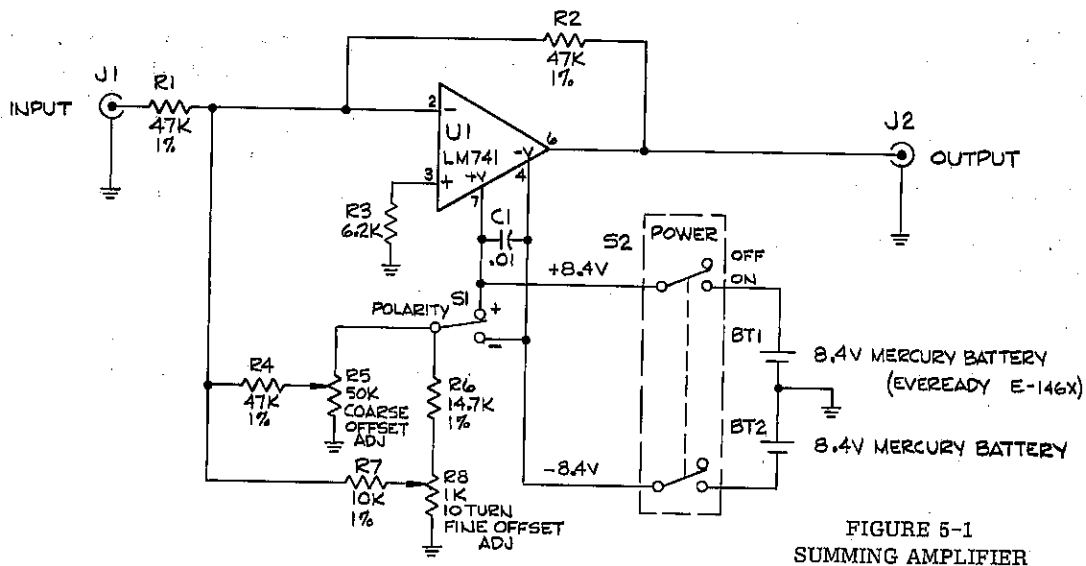 R2
47K
1%
J1
INPUT
R1
47K
1%
2
-
U1
LM741
+V
-V
3
+
7
4
6
J2
OUTPUT
R3
6.2K
C1
.01
S2
POWER
OFF
ON
+8.4V
POLARITY
S1
+
-
BT1
8.4V MERCURY BATTERY
(EVEREADY E-146X)
R4
47K
1%
R5
50K
COARSE
OFFSET
ADJ
R6
14.7K
1%
BT2
8.4V MERCURY BATTERY
-8.4V
R7
10K
1%
R8
1K
10 TURN
FINE OFFSET
ADJ
FIGURE 5-1
SUMMING AMPLIFIER